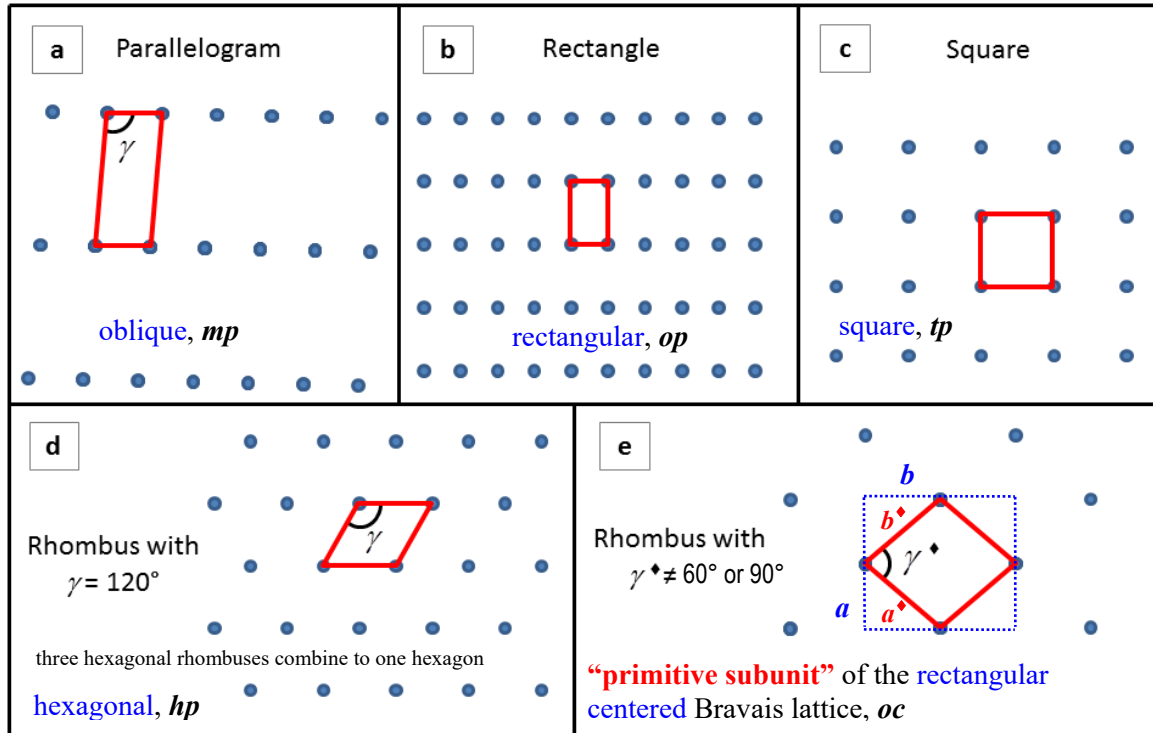 a
Parallelogram
γ
oblique, mp
b
Rectangle
rectangular, op
c
Square
square, tp
d
Rhombus with
γ = 120°
γ
three hexagonal rhombuses combine to one hexagon
hexagonal, hp
e
Rhombus with
γ♦ ≠ 60° or 90°
b
b♦
γ♦
a
a♦
“primitive subunit” of the rectangular
centered Bravais lattice, oc